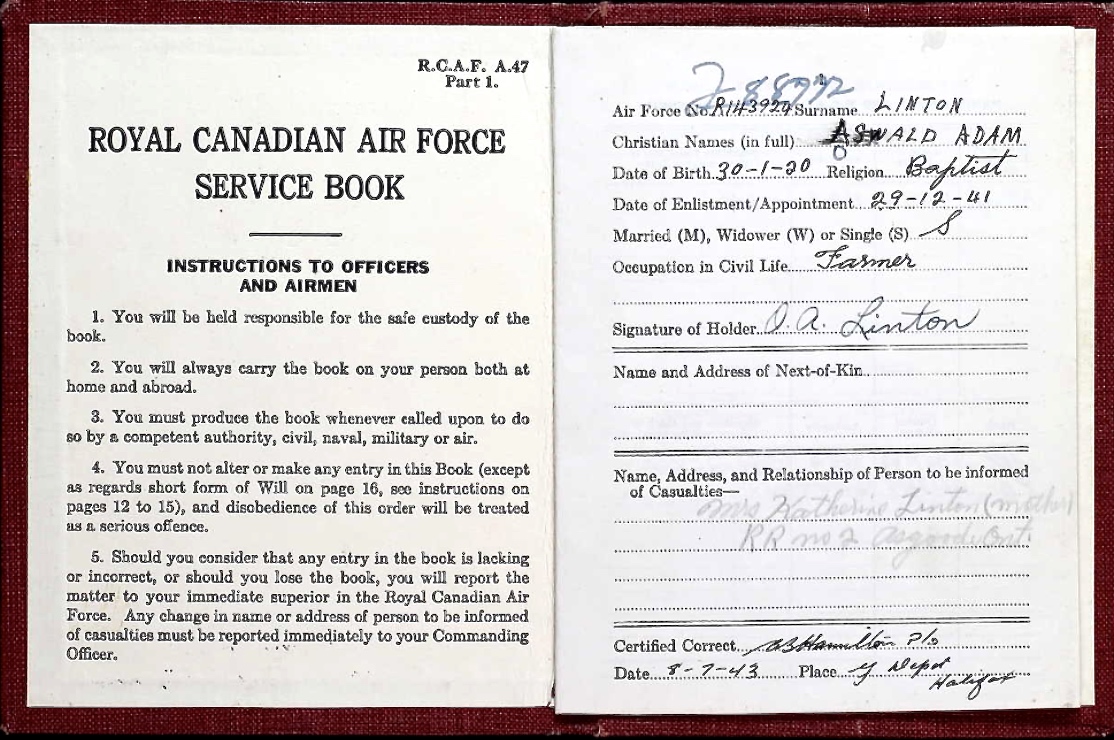 R.C.A.F. A.47
Part 1.
ROYAL CANADIAN AIR FORCE
SERVICE BOOK
INSTRUCTIONS TO OFFICERS
AND AIRMEN
1. You will be held responsible for the safe custody of the
book.
2. You will always carry the book on your person both at
home and abroad.
3. You must produce the book whenever called upon to do
so by a competent authority, civil, naval, military or air.
4. You must not alter or make any entry in this Book (except
as regards short form of Will on page 16, see instructions on
pages 12 to 15), and disobedience of this order will be treated
as a serious offence.
5. Should you consider that any entry in the book is lacking
or incorrect, or should you lose the book, you will report the
matter to your immediate superior in the Royal Canadian Air
Force. Any change in name or address of person to be informed
of casualties must be reported immediately to your Commanding
Officer.
Air Force No. R143929 Surname LINTON
Christian Names (in full) ASWALD ADAM
O
Date of Birth 30-1-20 Religion Baptist
Date of Enlistment/Appointment 29-12-41
Married (M), Widower (W) or Single (S) S
Occupation in Civil Life Farmer
Signature of Holder O. A. Linton
Name and Address of Next-of-Kin
Name, Address, and Relationship of Person to be informed
of Casualties—
Mrs Katherine Linton (mother)
RR no 2 Osgoode Ont.
Certified Correct Hamilton P/O
Date 8-7-43 Place Y Depot
Halifax